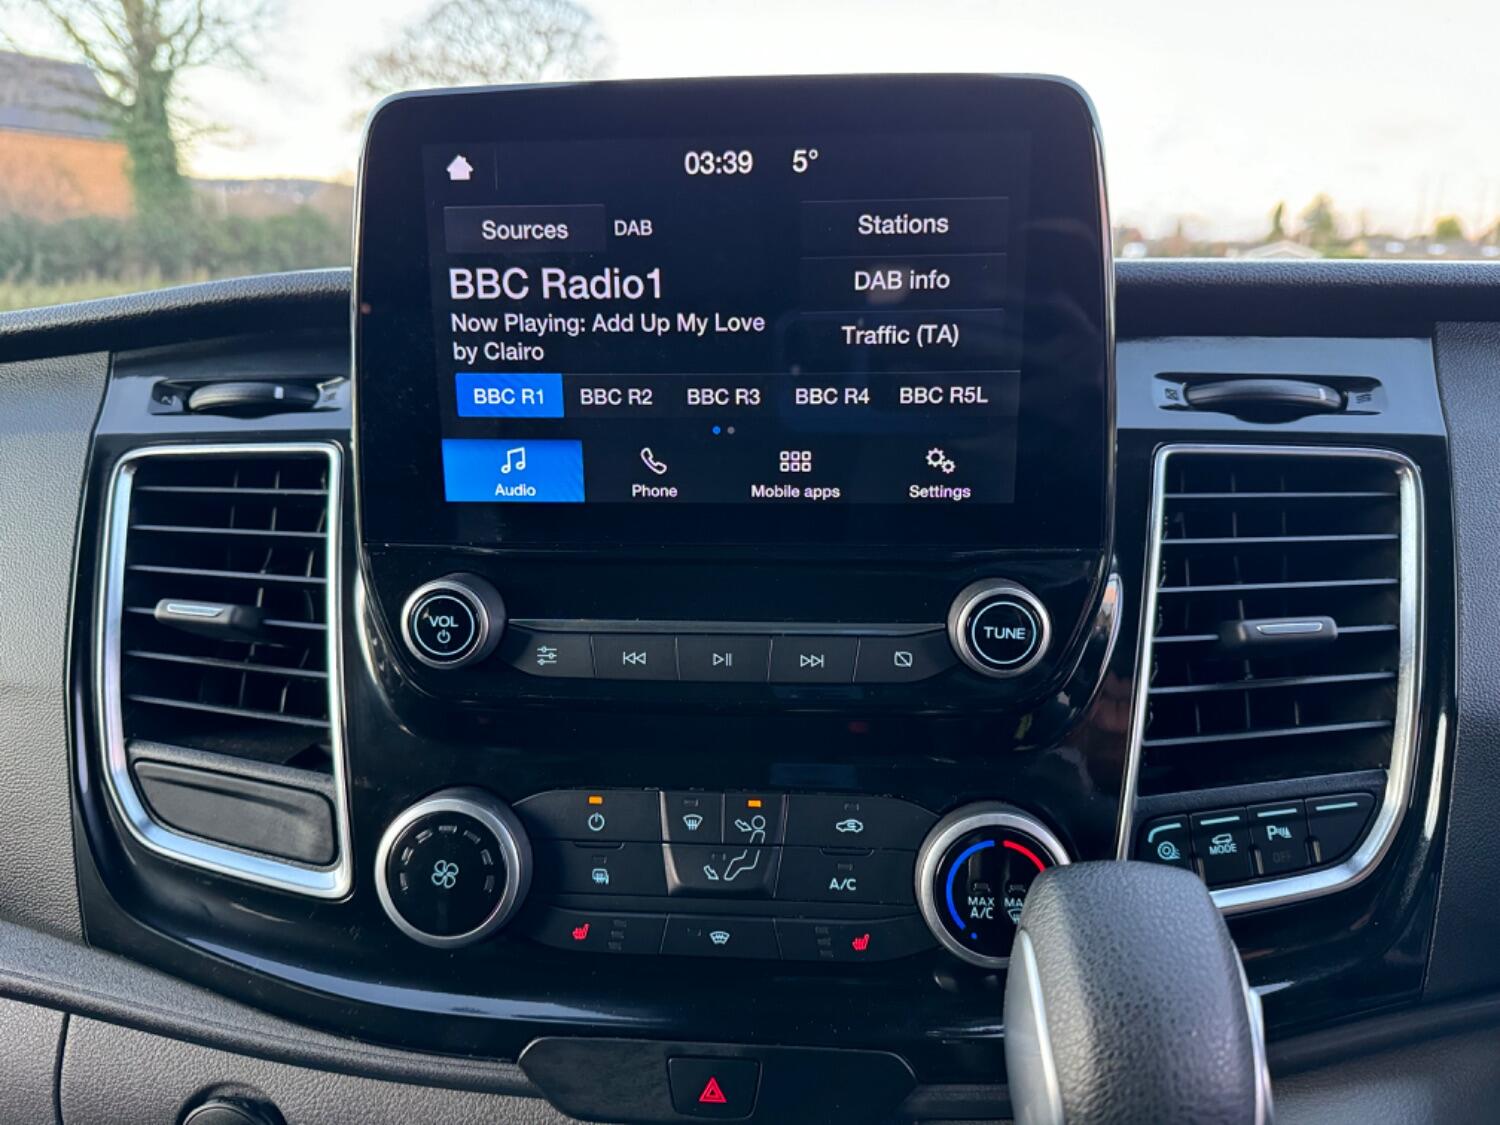 03:39 5°
Sources DAB Stations
BBC Radio1 DAB info
Now Playing: Add Up My Love
by Clairo
Traffic (TA)
BBC R1 BBC R2 BBC R3 BBC R4 BBC R5L
Audio Phone Mobile apps Settings
VOL
TUNE
A/C
MAX
A/C
MODE
P
OFF